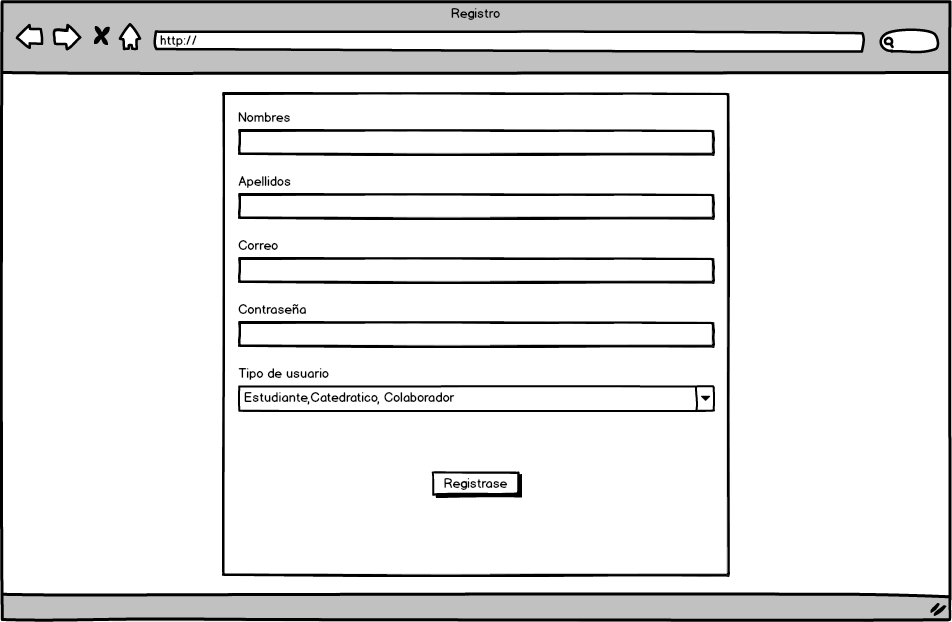 Registro
http://
Nombres
Apellidos
Correo
Contraseña
Tipo de usuario
Estudiante,Catedratico, Colaborador
Registrase